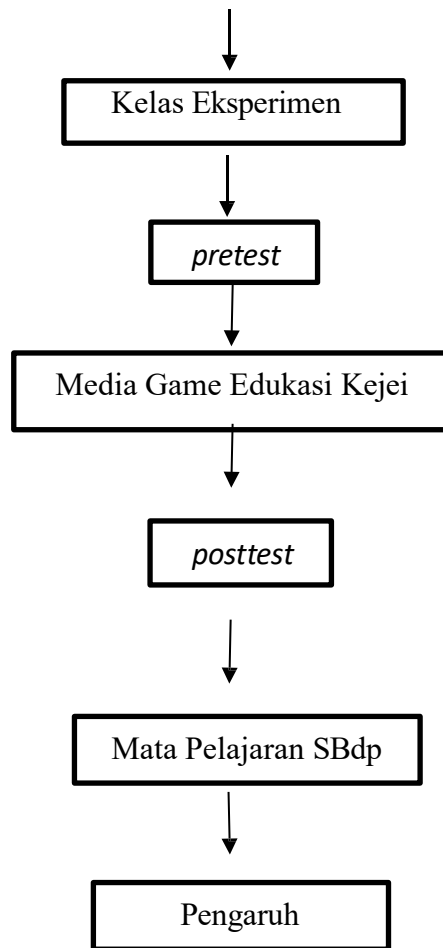 Kelas Eksperimen
pretest
Media Game Edukasi Kejei
posttest
Mata Pelajaran SBdp
Pengaruh